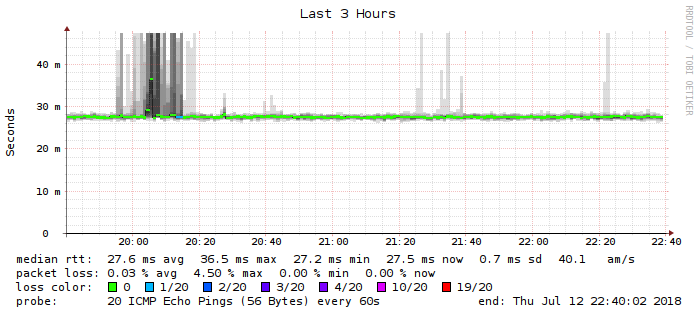 Last 3 Hours
RRDTOOL / TOBI OETIKER
Seconds
40 m
30 m
20 m
10 m
0
20:00 20:20 20:40 21:00 21:20 21:40 22:00 22:20 22:40
median rtt: 27.6 ms avg 36.5 ms max 27.2 ms min 27.5 ms now 0.7 ms sd 40.1 am/s
packet loss: 0.03 % avg 4.50 % max 0.00 % min 0.00 % now
loss color: 0 1/20 2/20 3/20 4/20 10/20 19/20
probe: 20 ICMP Echo Pings (56 Bytes) every 60s end: Thu Jul 12 22:40:02 2018